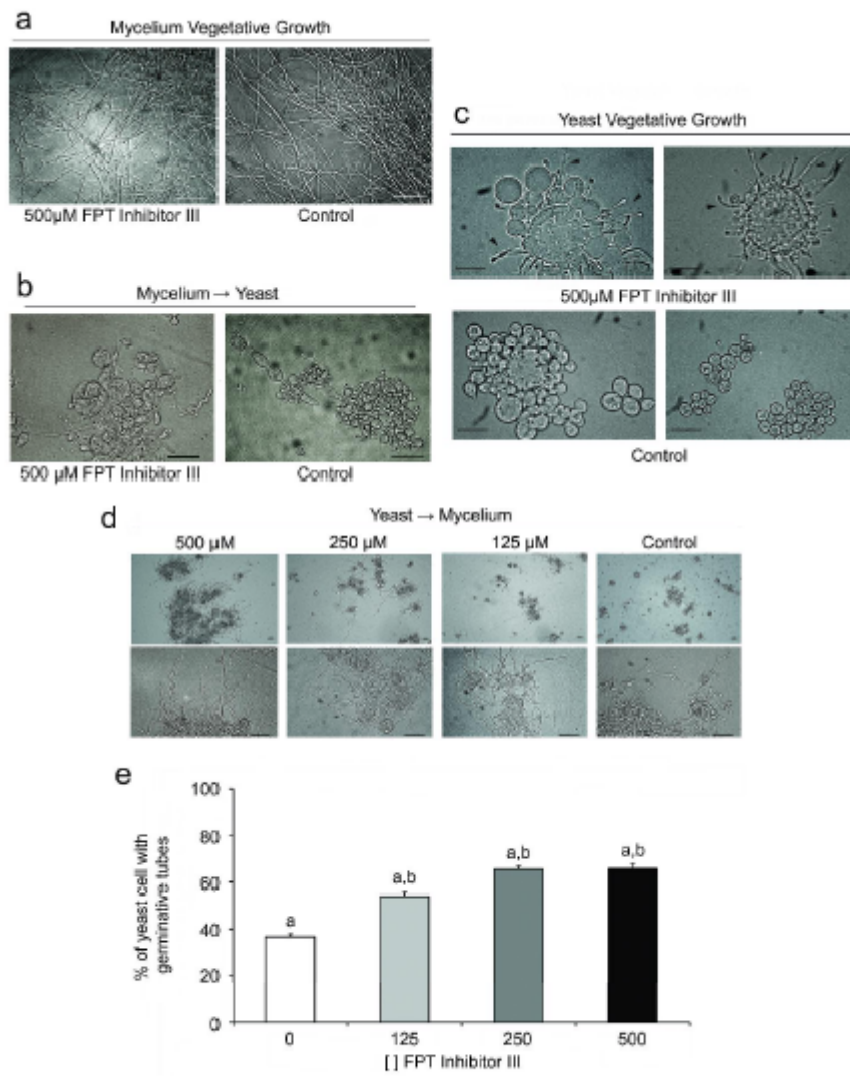 a
Mycelium Vegetative Growth
500µM FPT Inhibitor III
Control
b
Mycelium → Yeast
500 µM FPT Inhibitor III
Control
c
Yeast Vegetative Growth
500µM FPT Inhibitor III
Control
d
Yeast → Mycelium
500 µM
250 µM
125 µM
Control
e
% of yeast cell with
germinative tubes
100
80
60
40
20
0
a
a,b
a,b
a,b
0
125
250
500
[ ] FPT Inhibitor III